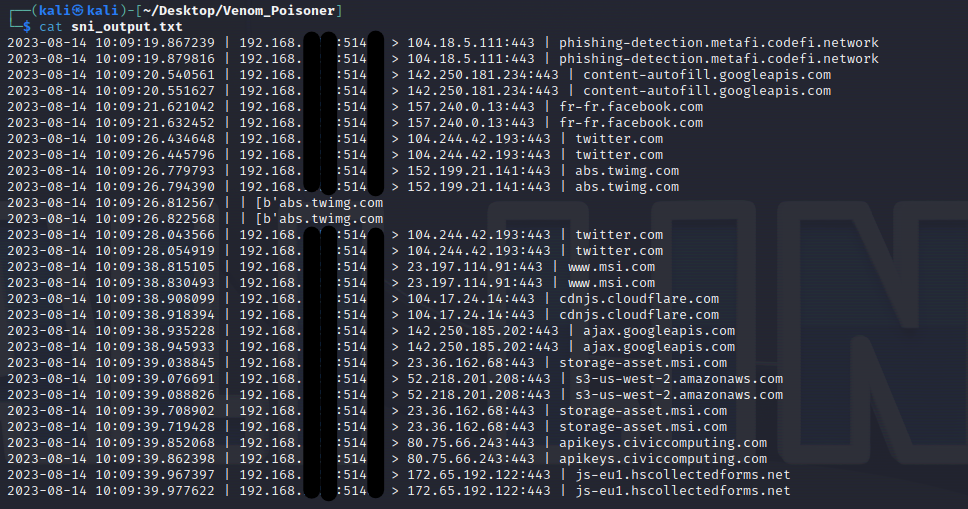 ┌──(kali㉿kali)-[~/Desktop/Venom_Poisoner]
└─$ cat sni_output.txt
2023-08-14 10:09:19.867239 | 192.168. :514 > 104.18.5.111:443 | phishing-detection.metafi.codefi.network
2023-08-14 10:09:19.879816 | 192.168. :514 > 104.18.5.111:443 | phishing-detection.metafi.codefi.network
2023-08-14 10:09:20.540561 | 192.168. :514 > 142.250.181.234:443 | content-autofill.googleapis.com
2023-08-14 10:09:20.551627 | 192.168. :514 > 142.250.181.234:443 | content-autofill.googleapis.com
2023-08-14 10:09:21.621042 | 192.168. :514 > 157.240.0.13:443 | fr-fr.facebook.com
2023-08-14 10:09:21.632452 | 192.168. :514 > 157.240.0.13:443 | fr-fr.facebook.com
2023-08-14 10:09:26.434648 | 192.168. :514 > 104.244.42.193:443 | twitter.com
2023-08-14 10:09:26.445796 | 192.168. :514 > 104.244.42.193:443 | twitter.com
2023-08-14 10:09:26.779793 | 192.168. :514 > 152.199.21.141:443 | abs.twimg.com
2023-08-14 10:09:26.794390 | 192.168. :514 > 152.199.21.141:443 | abs.twimg.com
2023-08-14 10:09:26.812567 | | [b'abs.twimg.com
2023-08-14 10:09:26.822568 | | [b'abs.twimg.com
2023-08-14 10:09:28.043566 | 192.168. :514 > 104.244.42.193:443 | twitter.com
2023-08-14 10:09:28.054919 | 192.168. :514 > 104.244.42.193:443 | twitter.com
2023-08-14 10:09:38.815105 | 192.168. :514 > 23.197.114.91:443 | www.msi.com
2023-08-14 10:09:38.830493 | 192.168. :514 > 23.197.114.91:443 | www.msi.com
2023-08-14 10:09:38.908099 | 192.168. :514 > 104.17.24.14:443 | cdnjs.cloudflare.com
2023-08-14 10:09:38.918394 | 192.168. :514 > 104.17.24.14:443 | cdnjs.cloudflare.com
2023-08-14 10:09:38.935228 | 192.168. :514 > 142.250.185.202:443 | ajax.googleapis.com
2023-08-14 10:09:38.945933 | 192.168. :514 > 142.250.185.202:443 | ajax.googleapis.com
2023-08-14 10:09:39.038845 | 192.168. :514 > 23.36.162.68:443 | storage-asset.msi.com
2023-08-14 10:09:39.076691 | 192.168. :514 > 52.218.201.208:443 | s3-us-west-2.amazonaws.com
2023-08-14 10:09:39.088826 | 192.168. :514 > 52.218.201.208:443 | s3-us-west-2.amazonaws.com
2023-08-14 10:09:39.708902 | 192.168. :514 > 23.36.162.68:443 | storage-asset.msi.com
2023-08-14 10:09:39.719428 | 192.168. :514 > 23.36.162.68:443 | storage-asset.msi.com
2023-08-14 10:09:39.852068 | 192.168. :514 > 80.75.66.243:443 | apikeys.civiccomputing.com
2023-08-14 10:09:39.862398 | 192.168. :514 > 80.75.66.243:443 | apikeys.civiccomputing.com
2023-08-14 10:09:39.967397 | 192.168. :514 > 172.65.192.122:443 | js-eu1.hscollectedforms.net
2023-08-14 10:09:39.977622 | 192.168. :514 > 172.65.192.122:443 | js-eu1.hscollectedforms.net